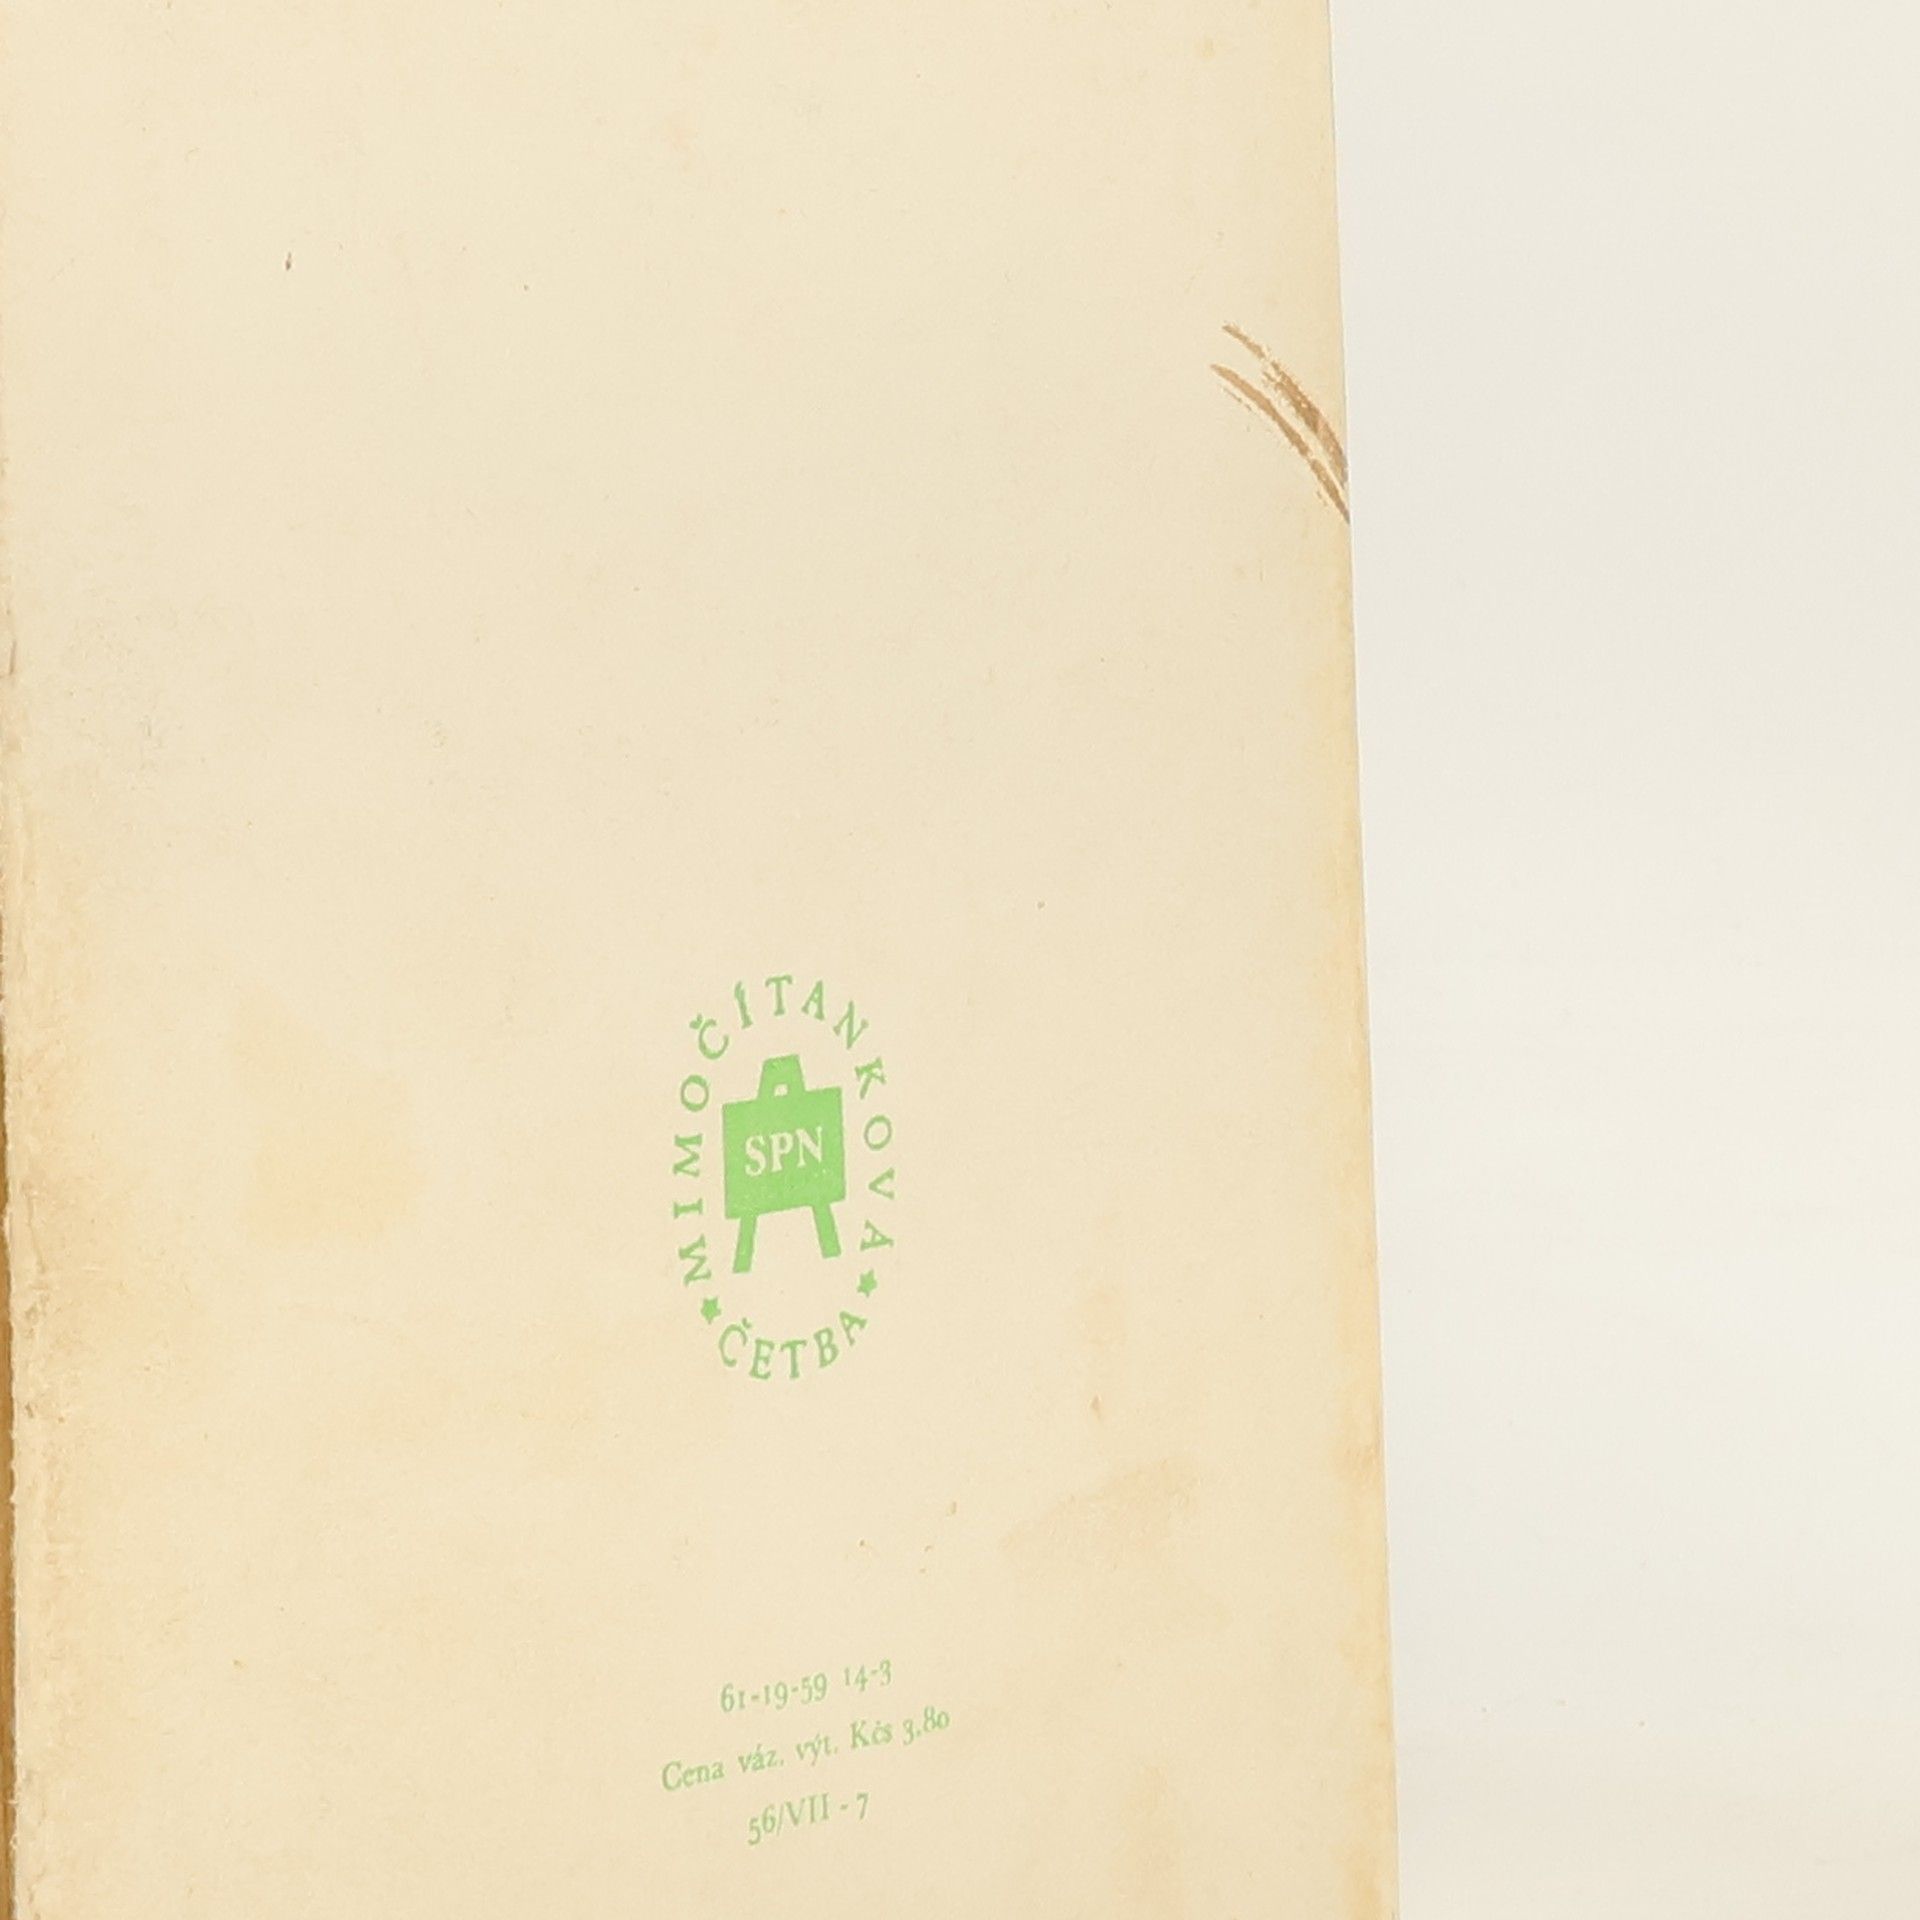 MIMOČÍTANKOVÁ
SPN
★ ČETBA ★
61-19-59 14-3
Cena váz. výt. Kčs 3,80
56/VII - 7